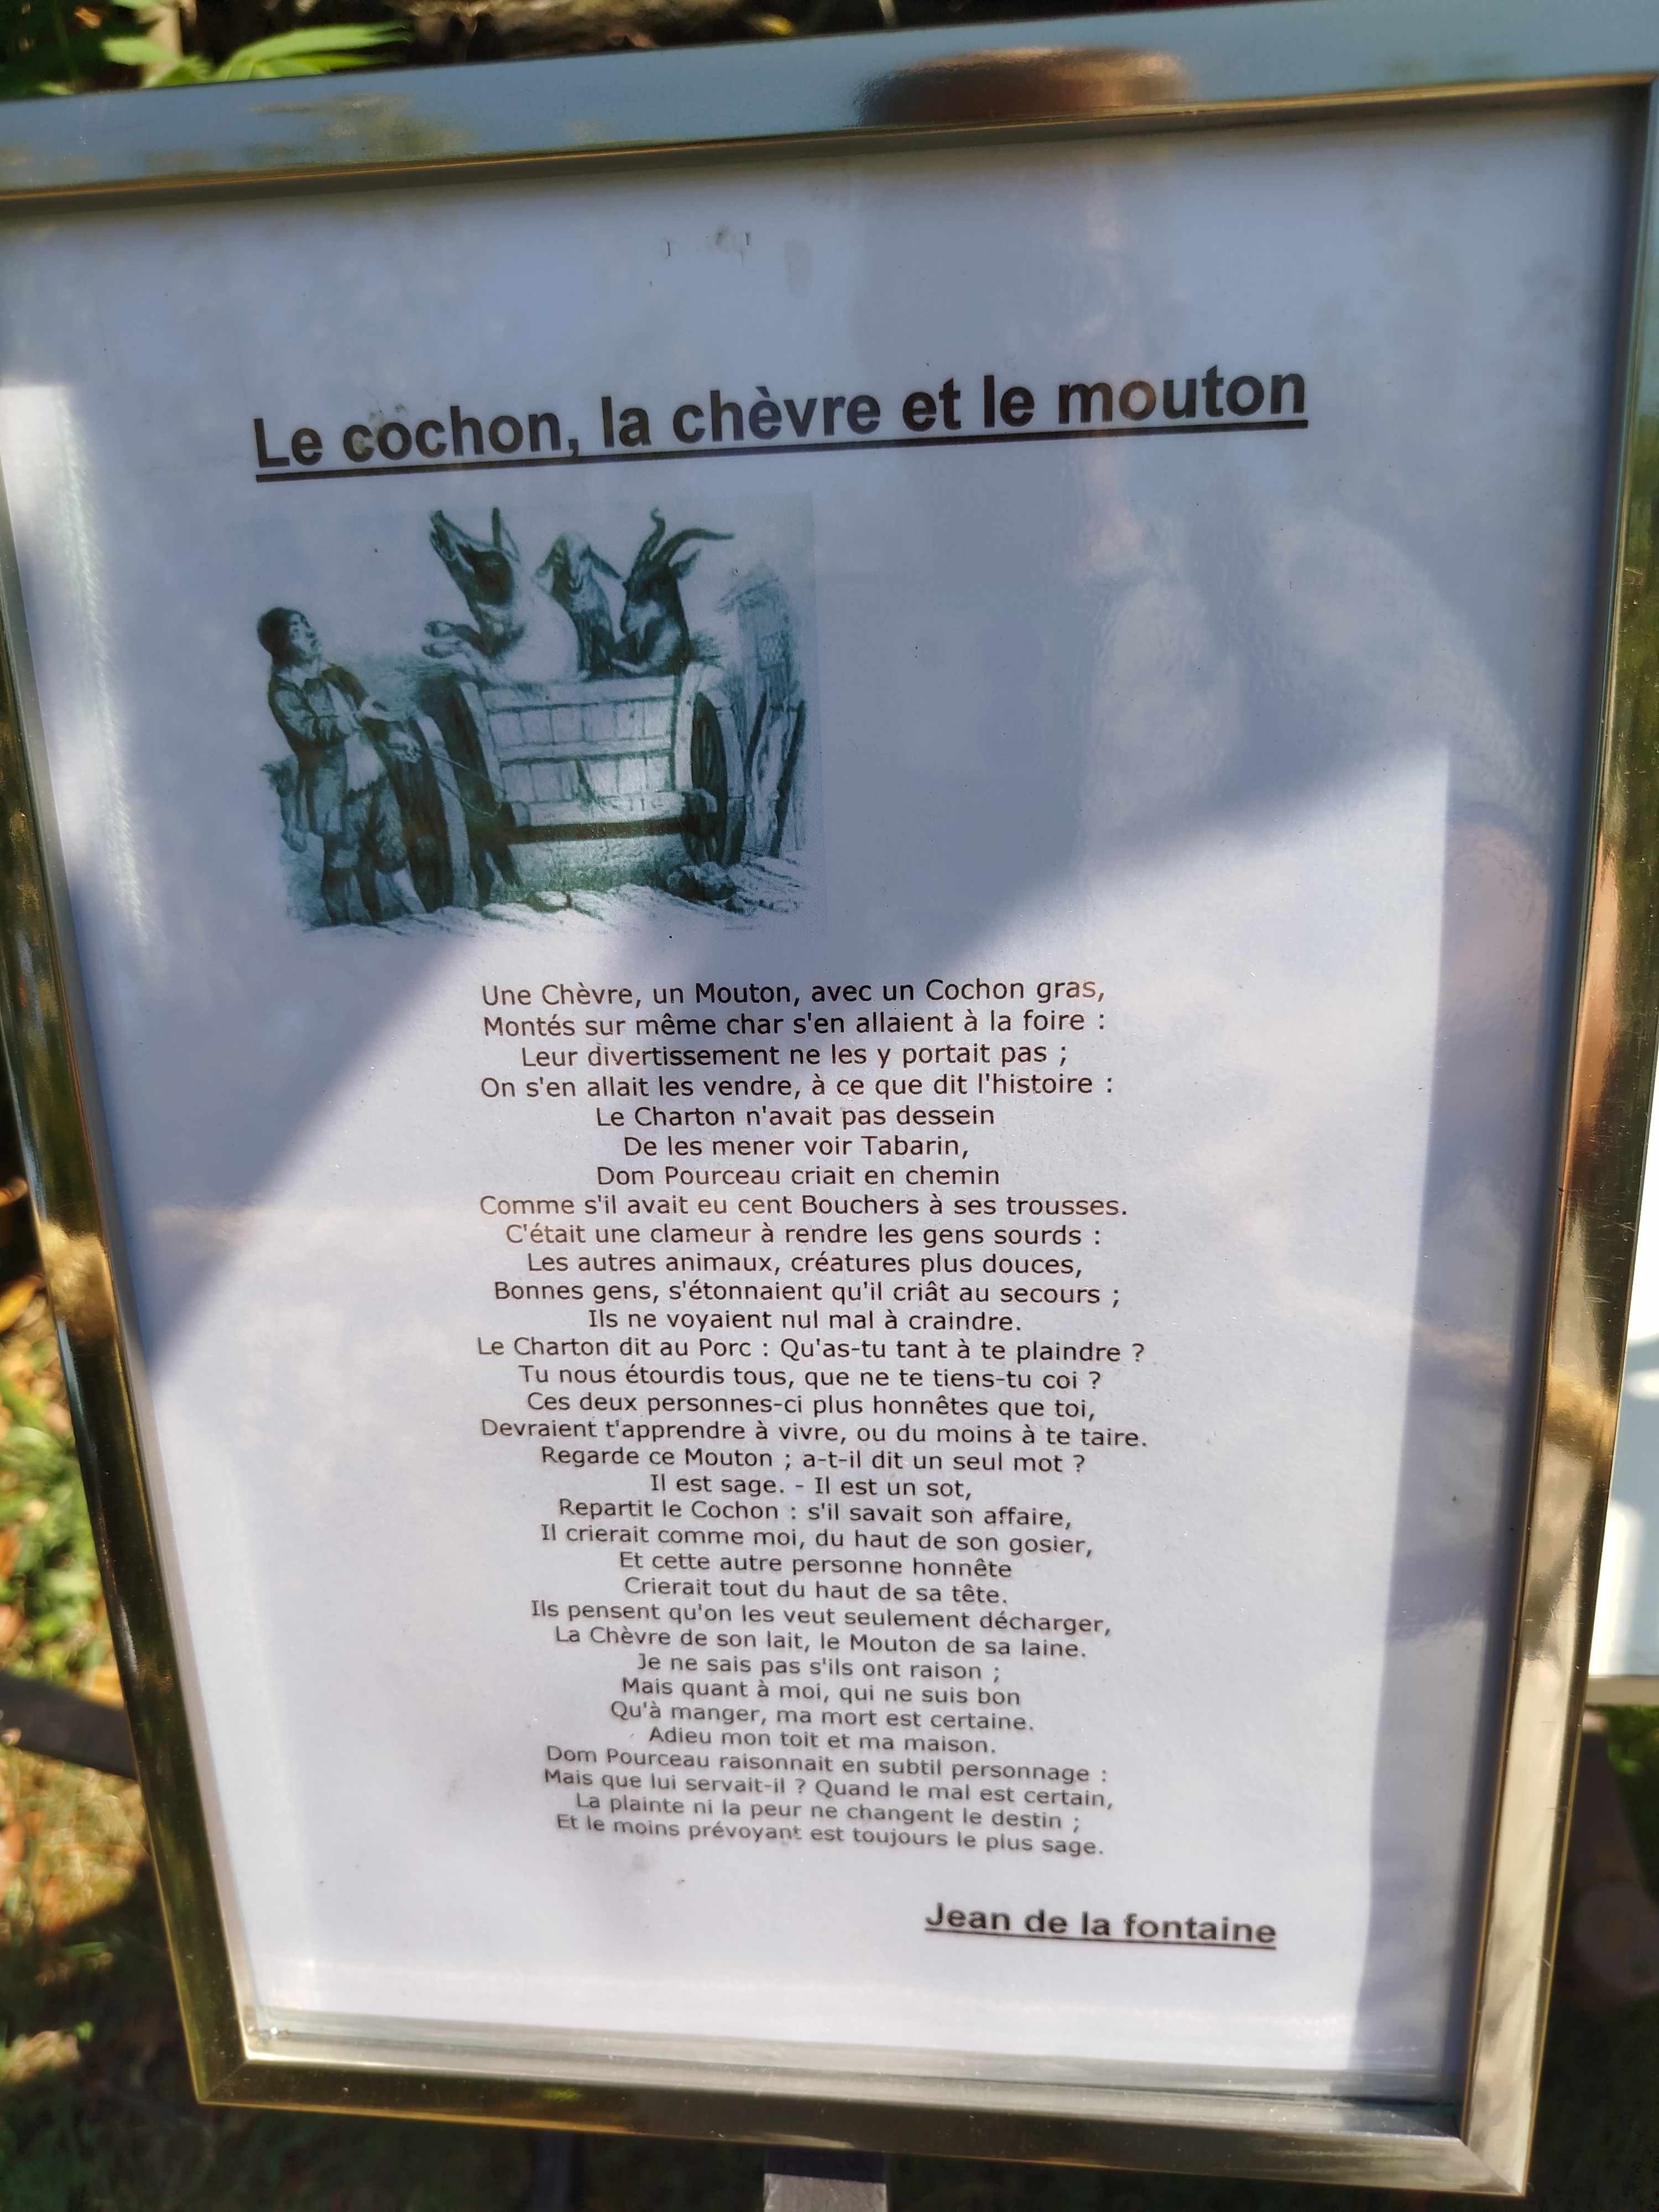 Le cochon, la chèvre et le mouton
Une Chèvre, un Mouton, avec un Cochon gras,
Montés sur même char s'en allaient à la foire :
Leur divertissement ne les y portait pas ;
On s'en allait les vendre, à ce que dit l'histoire :
Le Charton n'avait pas dessein
De les mener voir Tabarin,
Dom Pourceau criait en chemin
Comme s'il avait eu cent Bouchers à ses trousses.
C'était une clameur à rendre les gens sourds :
Les autres animaux, créatures plus douces,
Bonnes gens, s'étonnaient qu'il criât au secours ;
Ils ne voyaient nul mal à craindre.
Le Charton dit au Porc : Qu'as-tu tant à te plaindre ?
Tu nous étourdis tous, que ne te tiens-tu coi ?
Ces deux personnes-ci plus honnêtes que toi,
Devraient t'apprendre à vivre, ou du moins à te taire.
Regarde ce Mouton ; a-t-il dit un seul mot ?
Il est sage. - Il est un sot,
Repartit le Cochon : s'il savait son affaire,
Il crierait comme moi, du haut de son gosier,
Et cette autre personne honnête
Crierait tout du haut de sa tête.
Ils pensent qu'on les veut seulement décharger,
La Chèvre de son lait, le Mouton de sa laine.
Je ne sais pas s'ils ont raison ;
Mais quant à moi, qui ne suis bon
Qu'à manger, ma mort est certaine.
Adieu mon toit et ma maison.
Dom Pourceau raisonnait en subtil personnage :
Mais que lui servait-il ? Quand le mal est certain,
La plainte ni la peur ne changent le destin ;
Et le moins prévoyant est toujours le plus sage.
Jean de la fontaine